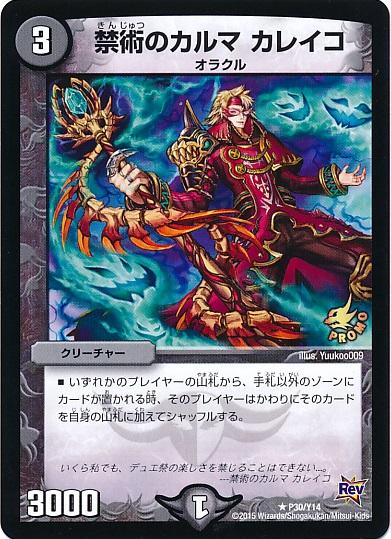 3
きんじゅつ
禁術のカルマ カレイコ
オラクル
PROMO
illus. Yuukoo009
クリーチャー
■ いずれかのプレイヤーの山札から、手札以外のゾーンに
カードが置かれる時、そのプレイヤーはかわりにそのカード
を自身の山札に加えてシャッフルする。
いくら私でも、デュエ祭の楽しさを禁じることはできない…。
---禁術のカルマ カレイコ
3000
1
Rev
★ P30/Y14
©2015 Wizards/Shogakukan/Mitsui-Kids